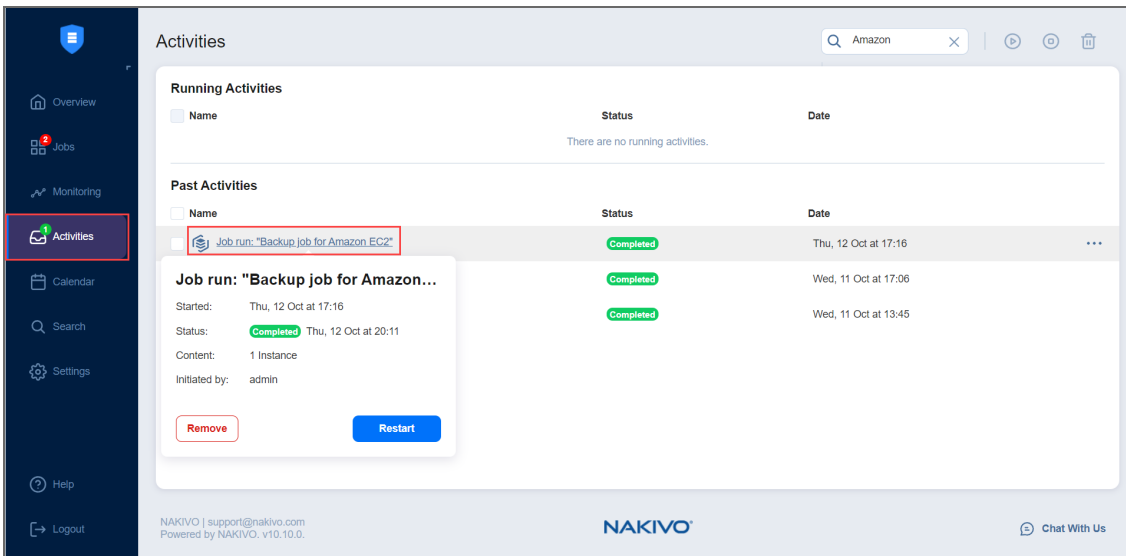 Activities
Amazon
Overview
2
Jobs
Monitoring
1
Activities
Calendar
Search
Settings
Help
Logout
Running Activities
Name Status Date
There are no running activities.
Past Activities
Name Status Date
Job run: "Backup job for Amazon EC2" Completed Thu, 12 Oct at 17:16
Completed Wed, 11 Oct at 17:06
Completed Wed, 11 Oct at 13:45
Job run: "Backup job for Amazon...
Started: Thu, 12 Oct at 17:16
Status: Completed Thu, 12 Oct at 20:11
Content: 1 Instance
Initiated by: admin
Remove Restart
NAKIVO | support@nakivo.com
Powered by NAKIVO. v10.10.0.
NAKIVO
Chat With Us